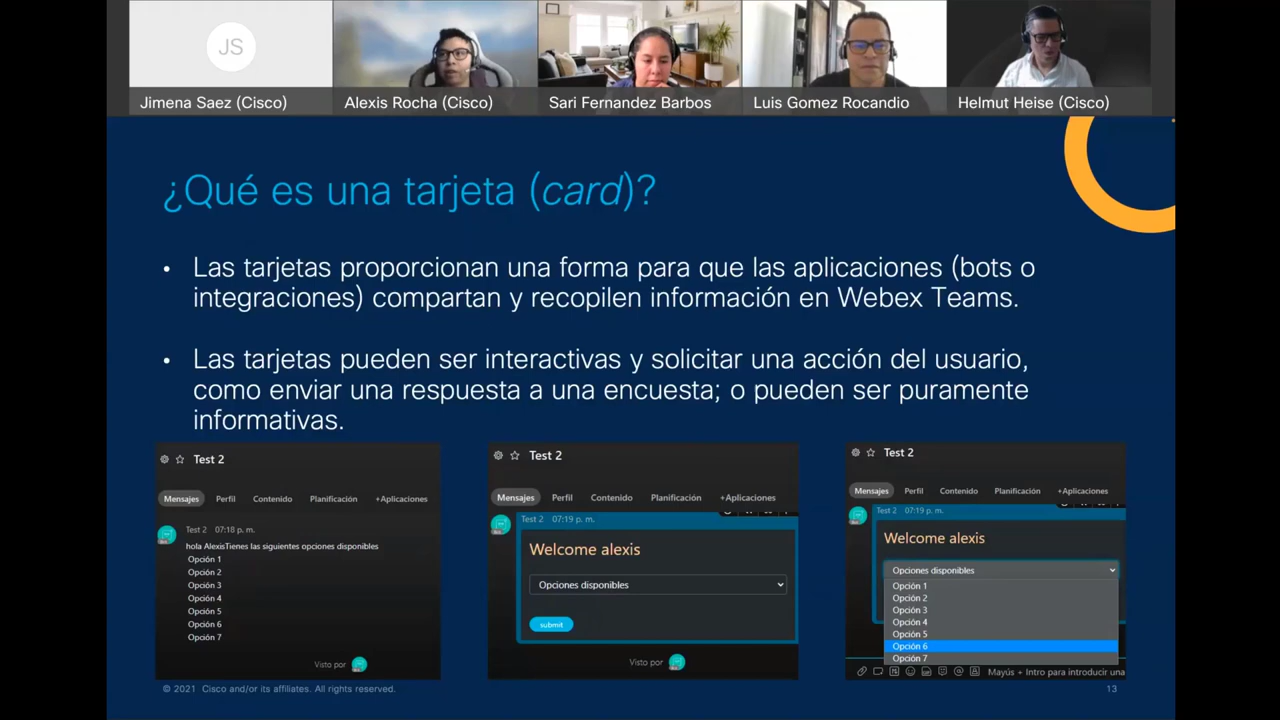 JS
Jimena Saez (Cisco)
Alexis Rocha (Cisco)
Sari Fernandez Barbos
Luis Gomez Rocandio
Helmut Heise (Cisco)
¿Qué es una tarjeta (card)?
• Las tarjetas proporcionan una forma para que las aplicaciones (bots o
integraciones) compartan y recopilen información en Webex Teams.
• Las tarjetas pueden ser interactivas y solicitar una acción del usuario,
como enviar una respuesta a una encuesta; o pueden ser puramente
informativas.
Test 2
Mensajes Perfil Contenido Planificación +Aplicaciones
Test 2 07:18 p. m.
hola AlexisTienes las siguientes opciones disponibles
Opción 1
Opción 2
Opción 3
Opción 4
Opción 5
Opción 6
Opción 7
Visto por
Test 2
Mensajes Perfil Contenido Planificación +Aplicaciones
Test 2 07:19 p. m.
Welcome alexis
Opciones disponibles
submit
Visto por
Test 2
Mensajes Perfil Contenido Planificación +Aplicaciones
Test 2 07:19 p. m.
Welcome alexis
Opciones disponibles
Opción 1
Opción 2
Opción 3
Opción 4
Opción 5
Opción 6
Opción 7
Mayús + Intro para introducir una
© 2021 Cisco and/or its affiliates. All rights reserved.
13